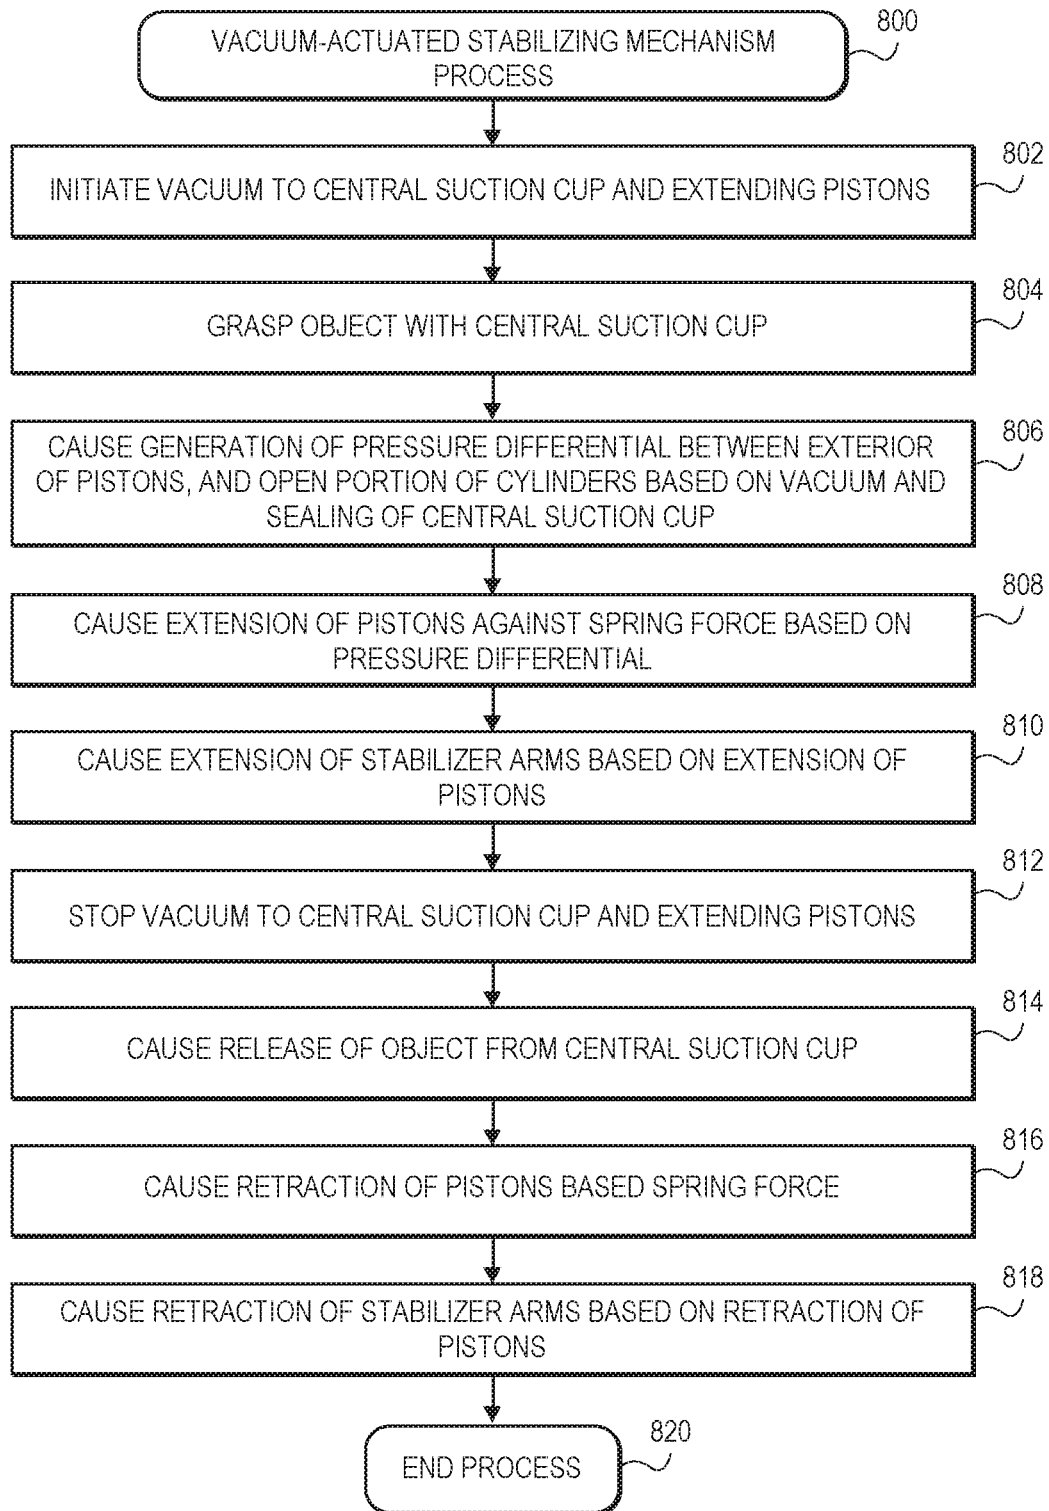 VACUUM-ACTUATED STABILIZING MECHANISM
PROCESS
800
INITIATE VACUUM TO CENTRAL SUCTION CUP AND EXTENDING PISTONS
802
GRASP OBJECT WITH CENTRAL SUCTION CUP
804
CAUSE GENERATION OF PRESSURE DIFFERENTIAL BETWEEN EXTERIOR
OF PISTONS, AND OPEN PORTION OF CYLINDERS BASED ON VACUUM AND
SEALING OF CENTRAL SUCTION CUP
806
CAUSE EXTENSION OF PISTONS AGAINST SPRING FORCE BASED ON
PRESSURE DIFFERENTIAL
808
CAUSE EXTENSION OF STABILIZER ARMS BASED ON EXTENSION OF
PISTONS
810
STOP VACUUM TO CENTRAL SUCTION CUP AND EXTENDING PISTONS
812
CAUSE RELEASE OF OBJECT FROM CENTRAL SUCTION CUP
814
CAUSE RETRACTION OF PISTONS BASED SPRING FORCE
816
CAUSE RETRACTION OF STABILIZER ARMS BASED ON RETRACTION OF
PISTONS
818
END PROCESS
820